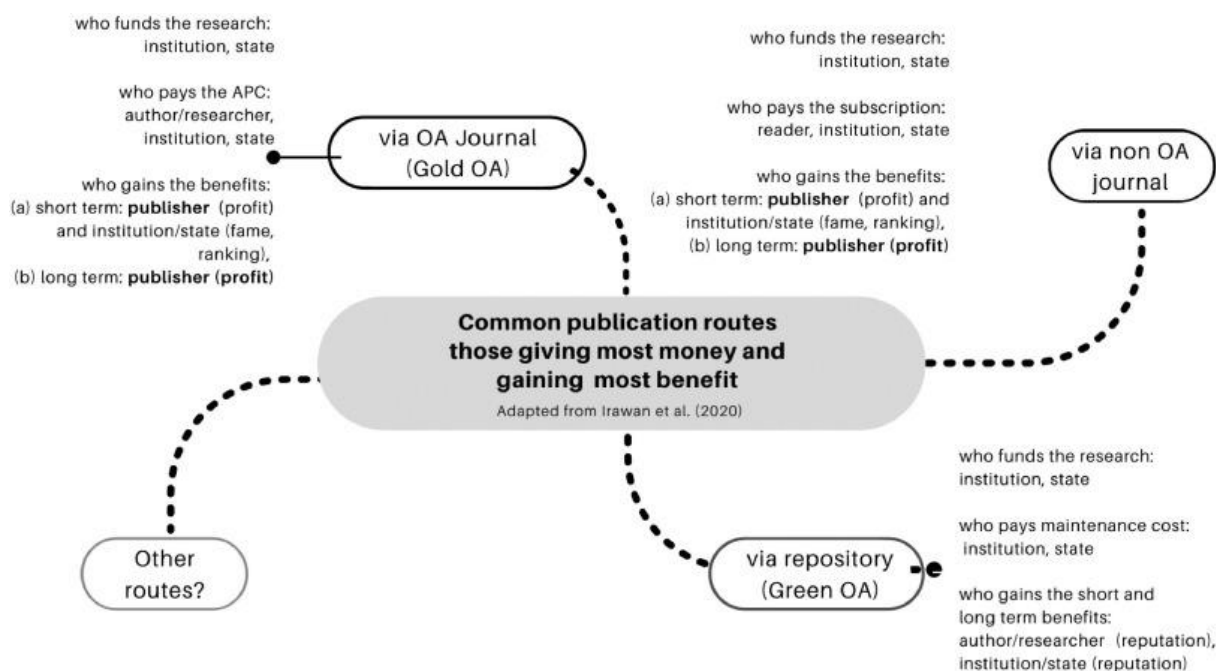 who funds the research:
institution, state
who pays the APC:
author/researcher,
institution, state
who gains the benefits:
(a) short term: publisher (profit)
and institution/state (fame,
ranking),
(b) long term: publisher (profit)
via OA Journal
(Gold OA)
who funds the research:
institution, state
who pays the subscription:
reader, institution, state
who gains the benefits:
(a) short term: publisher (profit) and
institution/state (fame, ranking),
(b) long term: publisher (profit)
via non OA
journal
Common publication routes
those giving most money and
gaining most benefit
Adapted from Irawan et al. (2020)
Other
routes?
via repository
(Green OA)
who funds the research:
institution, state
who pays maintenance cost:
institution, state
who gains the short and
long term benefits:
author/researcher (reputation),
institution/state (reputation)